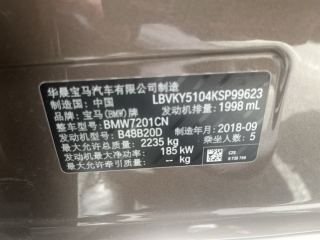 华晨宝马汽车有限公司制造
制造国：中国 LBVKY5104KSP99623
品牌：宝马(BMW)牌 发动机排量：1998 mL
整车型号：BMW7201CN
发动机型号：B48B20D 制造年月：2018-09
最大允许总质量：2235 kg 乘坐人数：5
发动机最大净功率：185 kW
最大允许牵引质量：-- kg